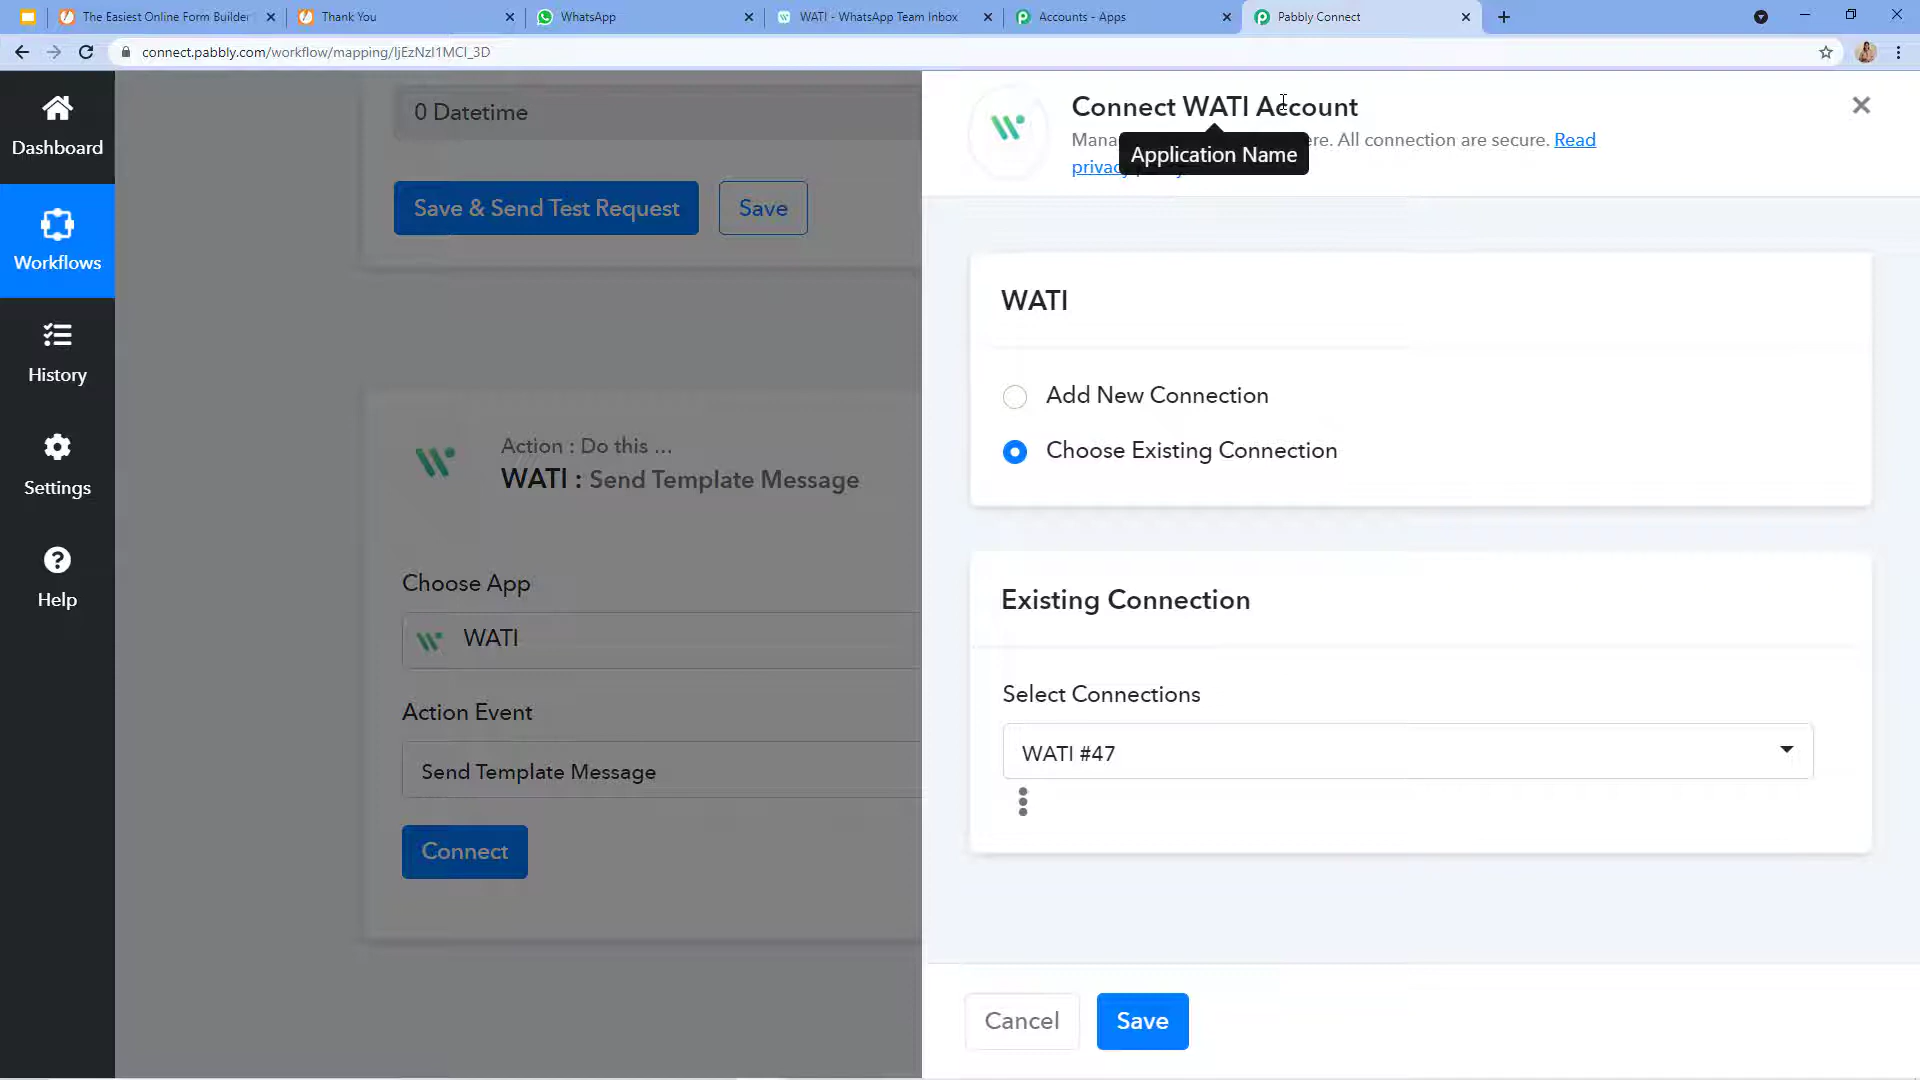 The Easiest Online Form Builder
Thank You
WhatsApp
WATI - WhatsApp Team Inbox
Accounts - Apps
Pabbly Connect
connect.pabbly.com/workflow/mapping/IjEzNzI1MCI_3D
Dashboard
Workflows
History
Settings
Help
0 Datetime
Save & Send Test Request
Save
Action : Do this ...
WATI : Send Template Message
Choose App
WATI
Action Event
Send Template Message
Connect
Connect WATI Account
All connection are secure. Read
Application Name
WATI
Add New Connection
Choose Existing Connection
Existing Connection
Select Connections
WATI #47
Cancel
Save